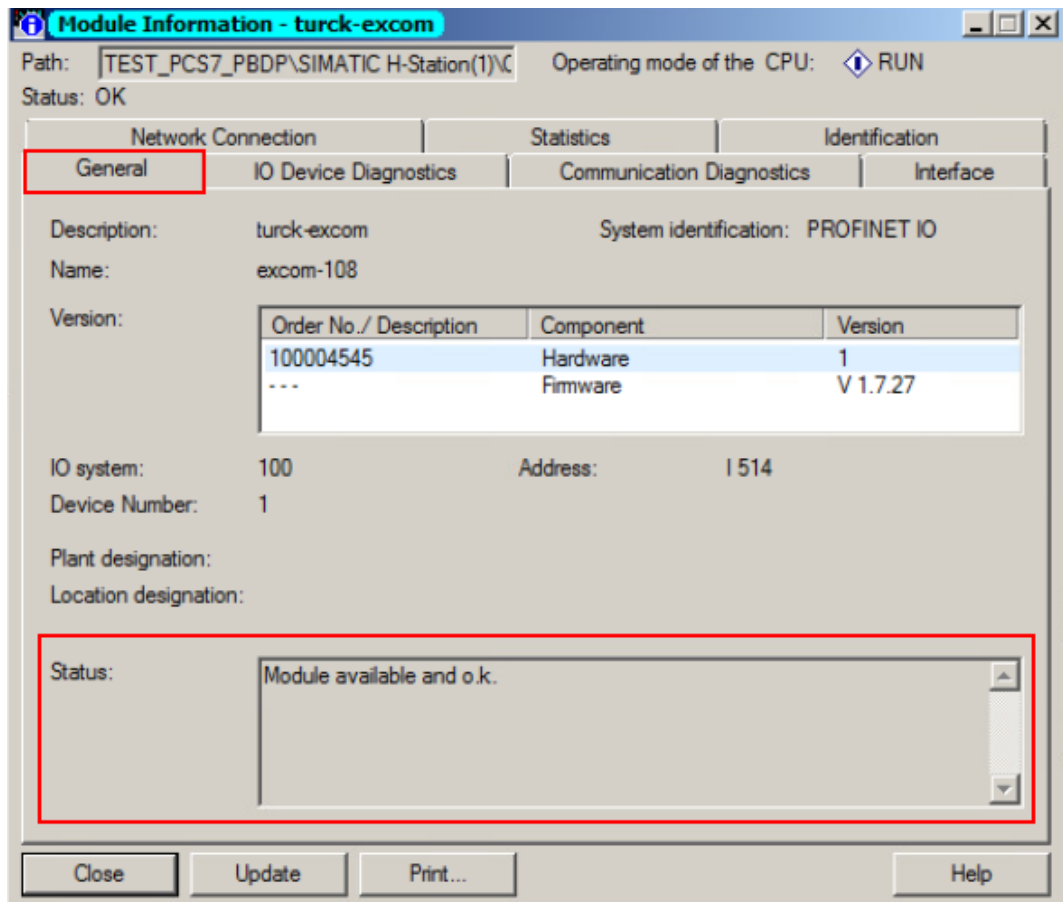 Module Information - turck-excom
Path: TEST_PCS7_PBDP\SIMATIC H-Station(1)\C Operating mode of the CPU: RUN
Status: OK
Network Connection Statistics Identification
General IO Device Diagnostics Communication Diagnostics Interface
Description: turck-excom System identification: PROFINET IO
Name: excom-108
Version: Order No./ Description Component Version
100004545 Hardware 1
- - - Firmware V 1.7.27
IO system: 100 Address: I 514
Device Number: 1
Plant designation:
Location designation:
Status: Module available and o.k.
Close Update Print... Help